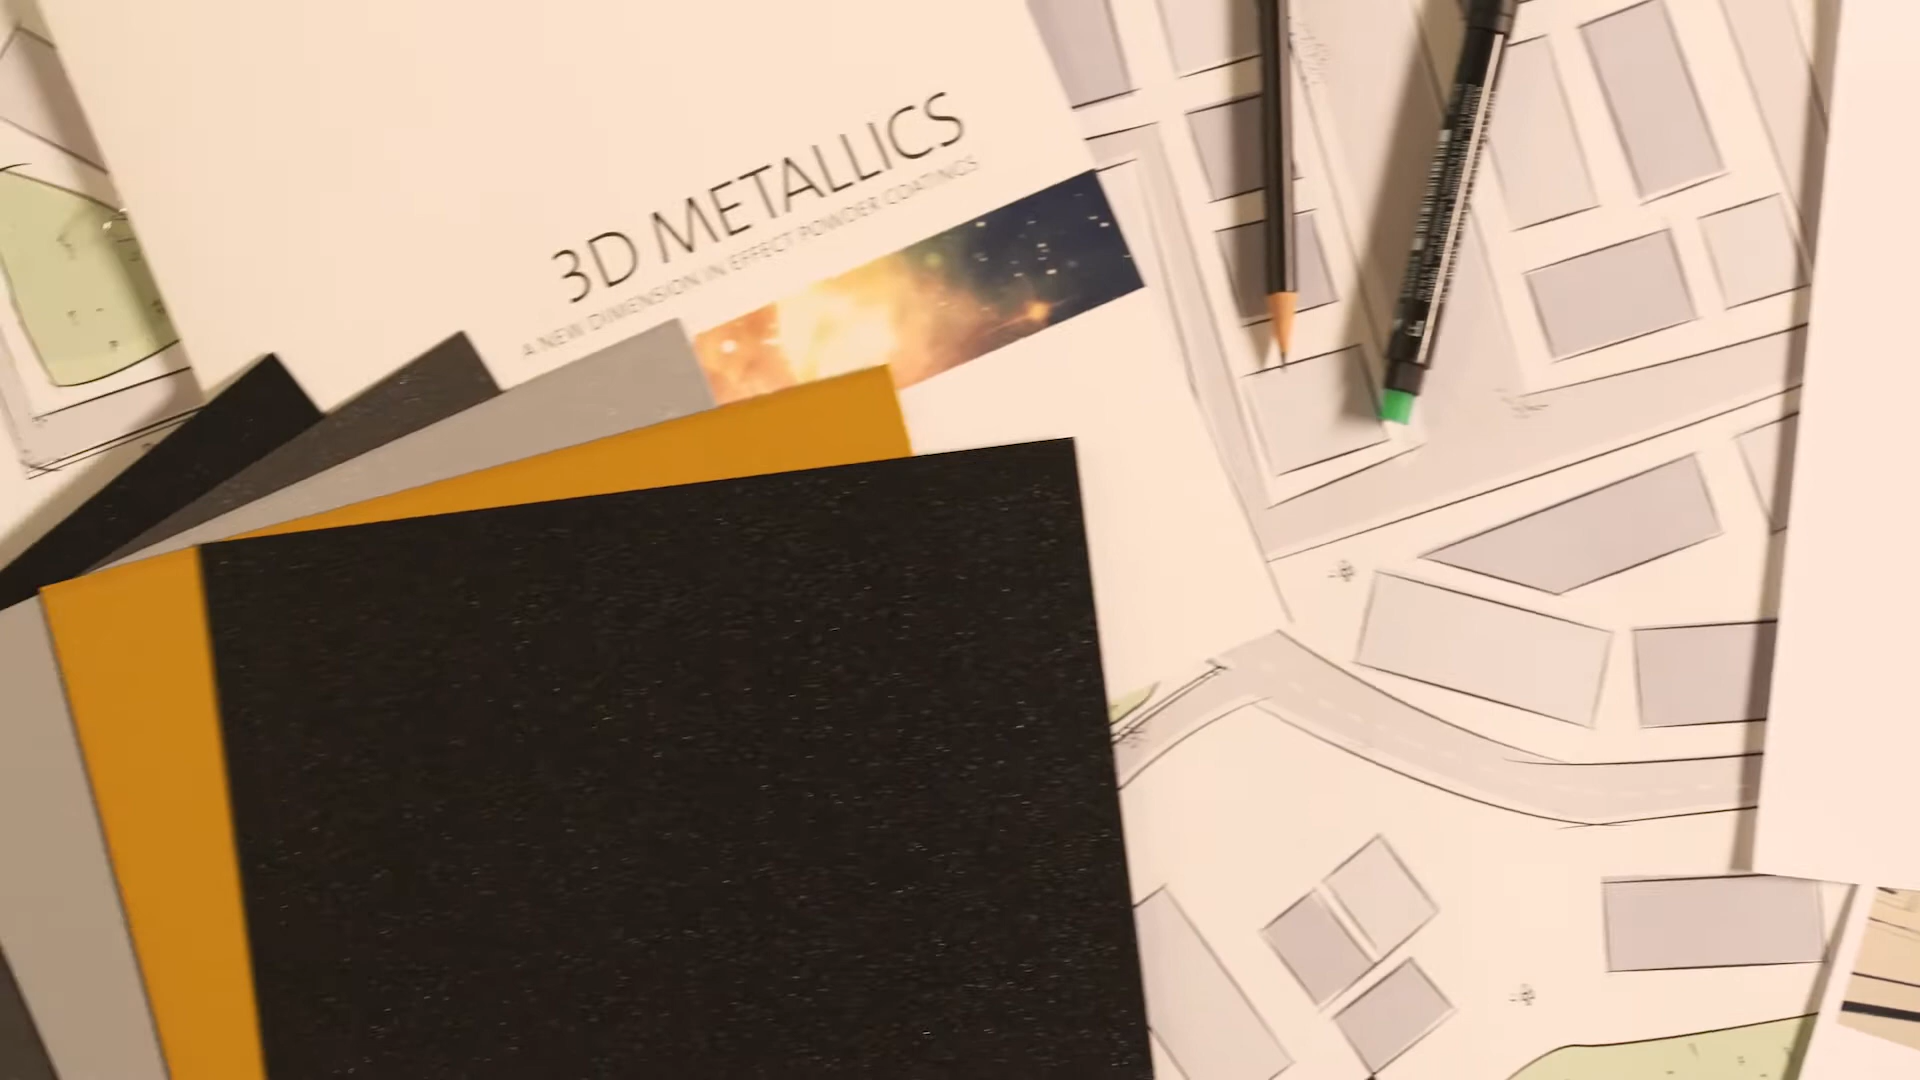 3D METALLICS
A NEW DIMENSION IN EFFECT POWDER COATINGS